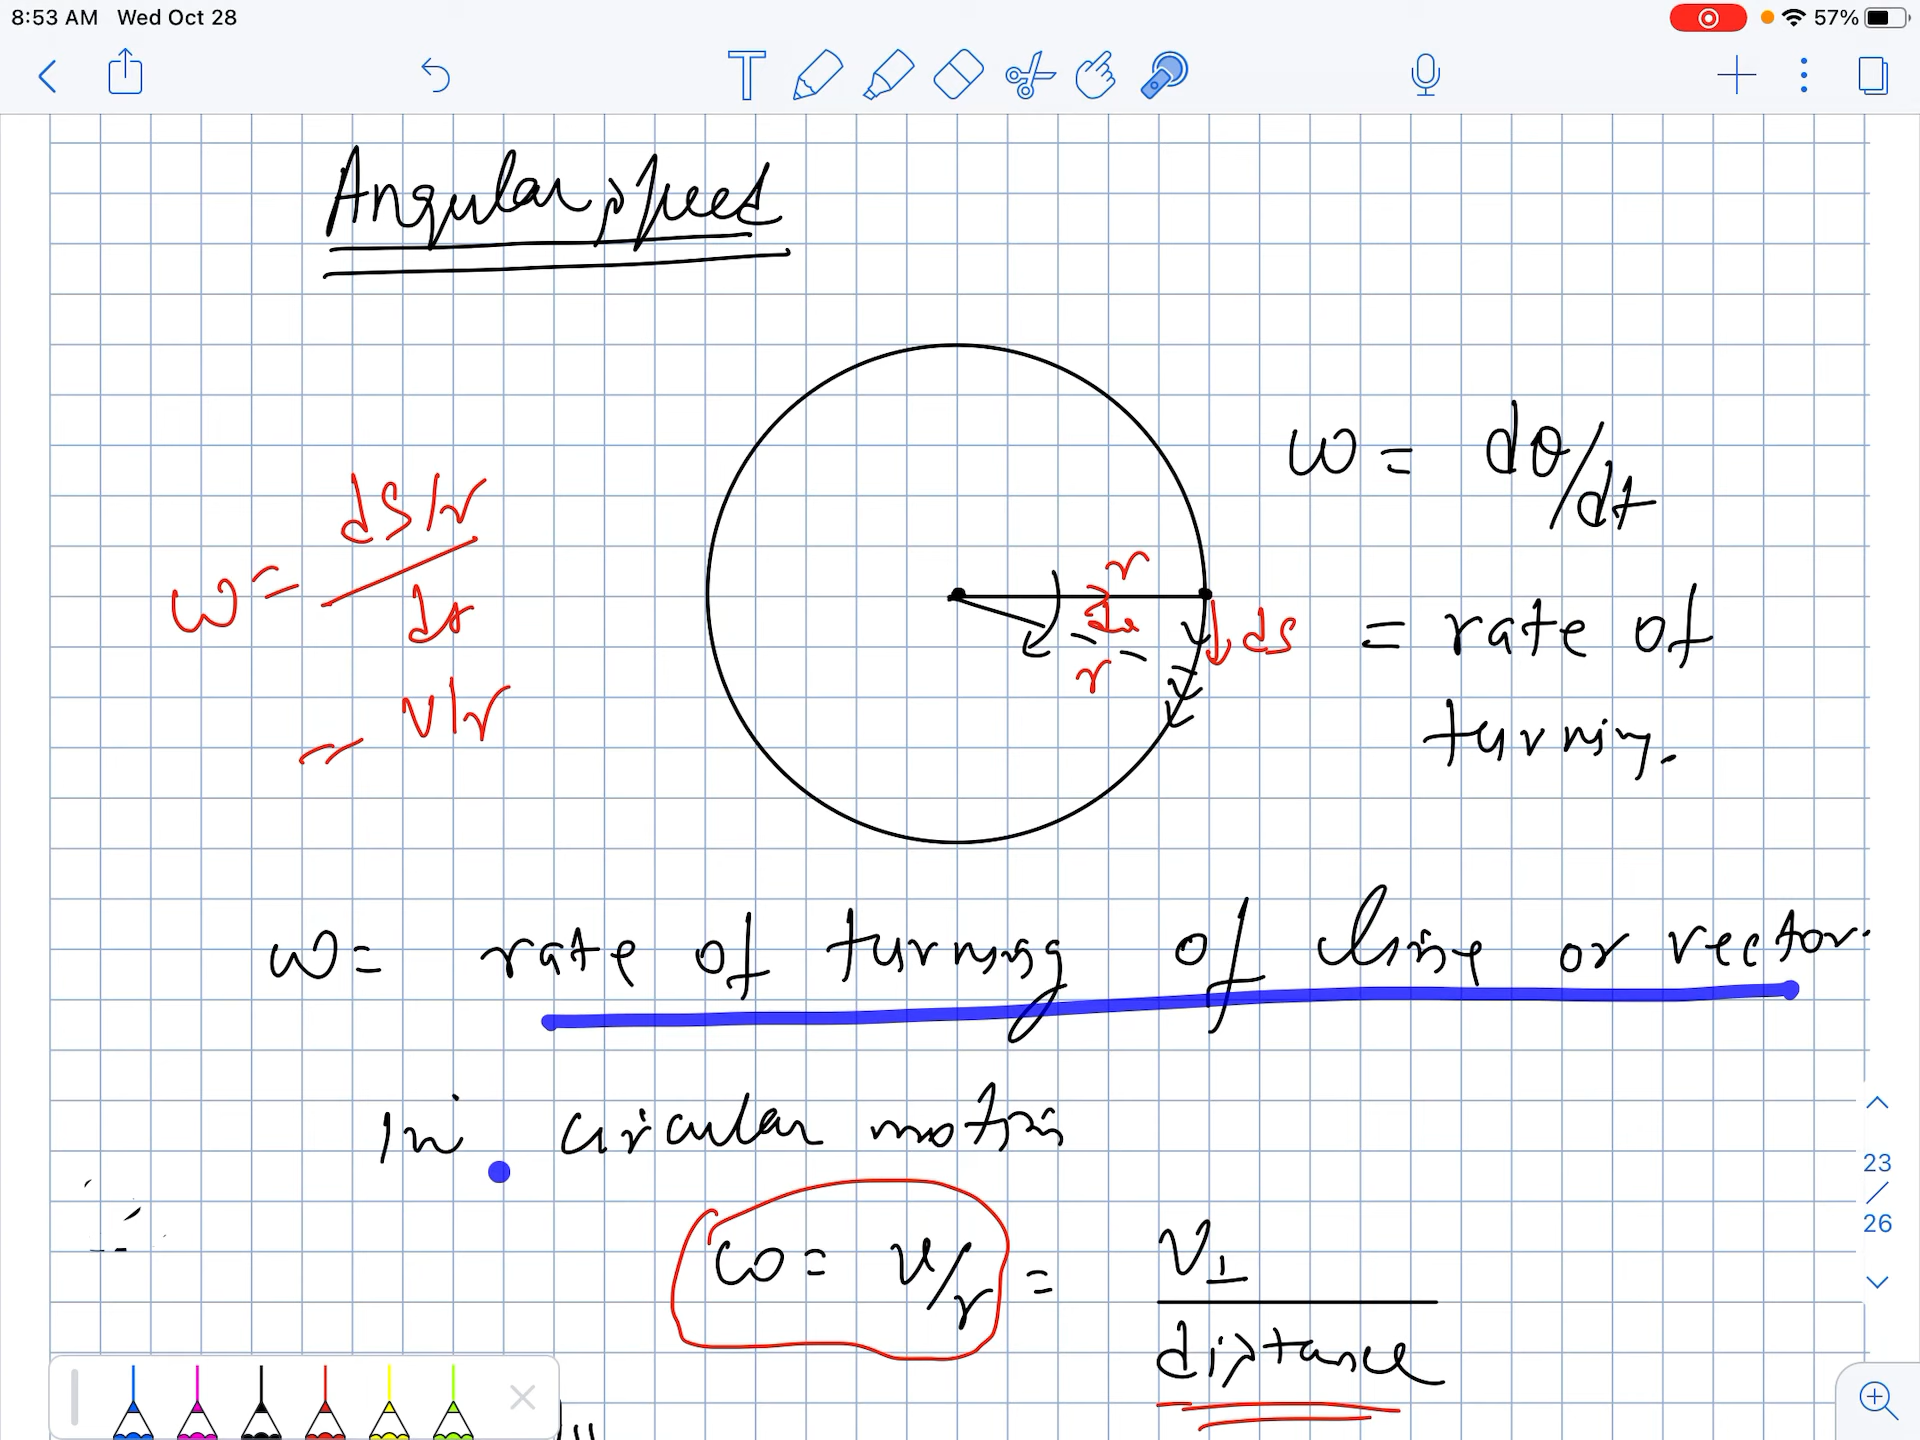 8:53 AM Wed Oct 28
57%
T
Angular speed
ω = dθ/dt
ω = ds/r
dt
r
ds
r
= rate of
turning.
= v/r
ω = rate of turning of line or vector.
In circular motion
23
/
26
ω = v/r = V⊥
distance